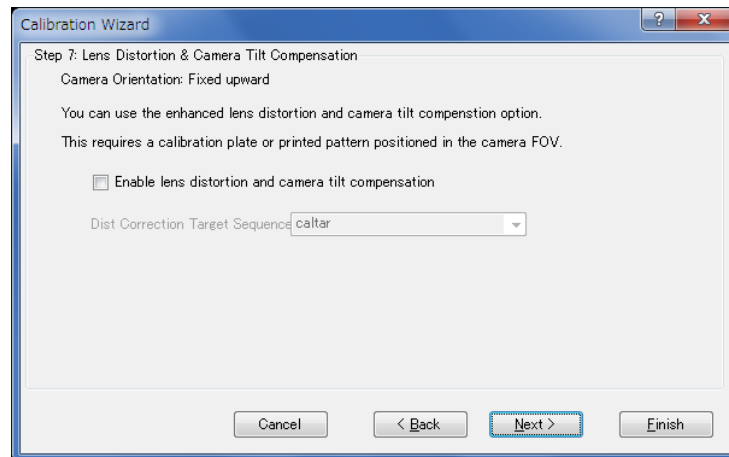 Calibration Wizard
?
X
Step 7: Lens Distortion & Camera Tilt Compensation
Camera Orientation: Fixed upward
You can use the enhanced lens distortion and camera tilt compenstion option.
This requires a calibration plate or printed pattern positioned in the camera FOV.
Enable lens distortion and camera tilt compensation
Dist Correction Target Sequence caltar
Cancel < Back Next > Finish